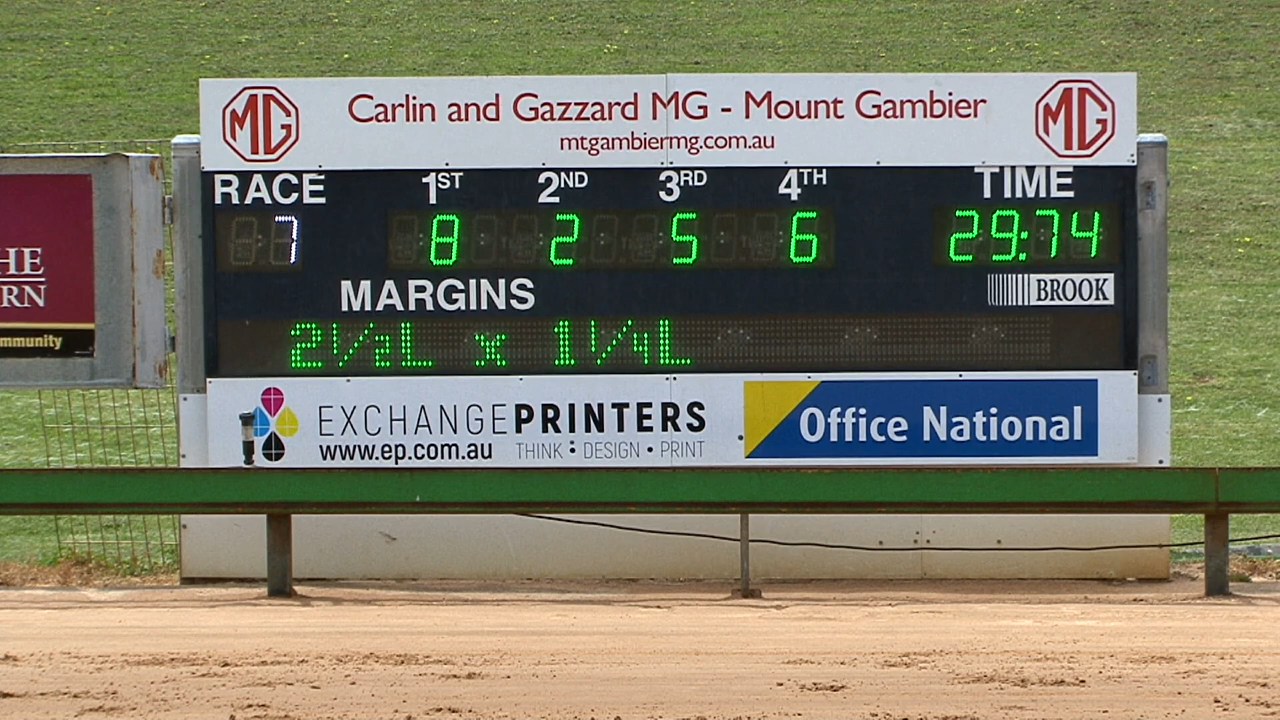 MG Carlin and Gazzard MG - Mount Gambier MG
mtgambiermg.com.au
RACE 1ST 2ND 3RD 4TH TIME
7 8 2 5 6 29:74
MARGINS BROOK
2½L x 1¼L
HE
RN
mmunity
EXCHANGEPRINTERS
www.ep.com.au THINK • DESIGN • PRINT
Office National